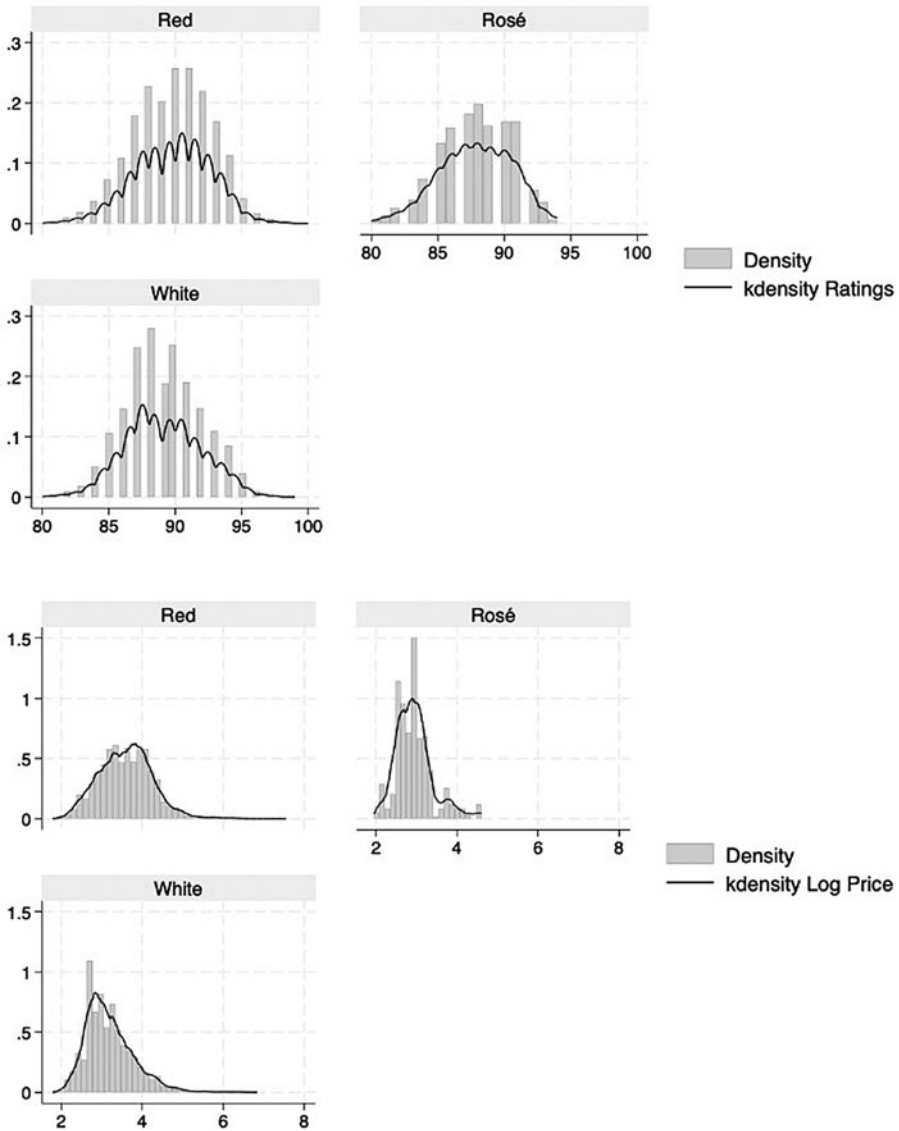 Red
Rosé
.3
.2
.1
0
80 85 90 95 100
Density
kdensity Ratings
White
.3
.2
.1
0
80 85 90 95 100
Red
Rosé
1.5
1
.5
0
2 4 6 8
Density
kdensity Log Price
White
1.5
1
.5
0
2 4 6 8